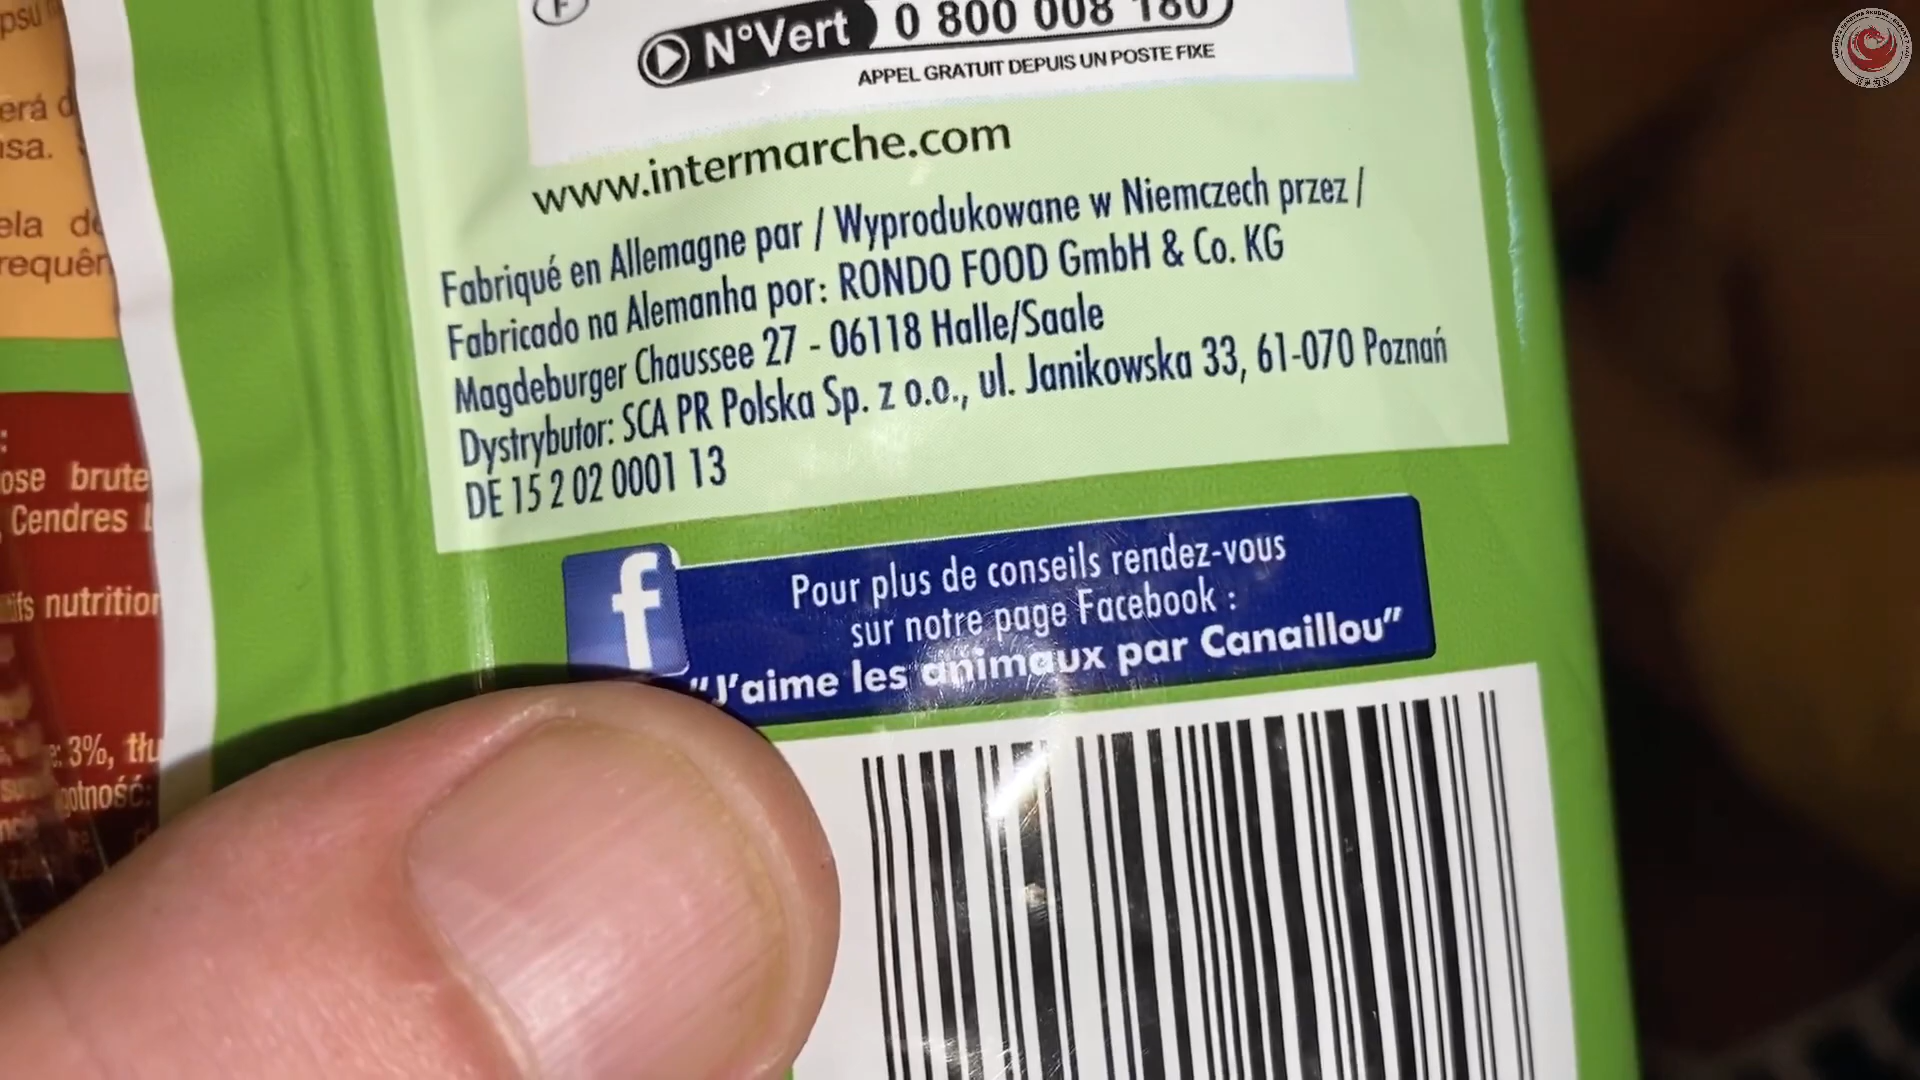 psu
erá d
sa.
ela de
requên
ose brute
Cendres
nutrition
3%, tłu
F
N°Vert 0 800 008 180
APPEL GRATUIT DEPUIS UN POSTE FIXE
www.intermarche.com
Fabriqué en Allemagne par / Wyprodukowane w Niemczech przez /
Fabricado na Alemanha por: RONDO FOOD GmbH & Co. KG
Magdeburger Chaussee 27 - 06118 Halle/Saale
Dystrybutor: SCA PR Polska Sp. z o.o., ul. Janikowska 33, 61-070 Poznań
DE 15 2 02 0001 13
f
Pour plus de conseils rendez-vous
sur notre page Facebook :
"J'aime les animaux par Canaillou"